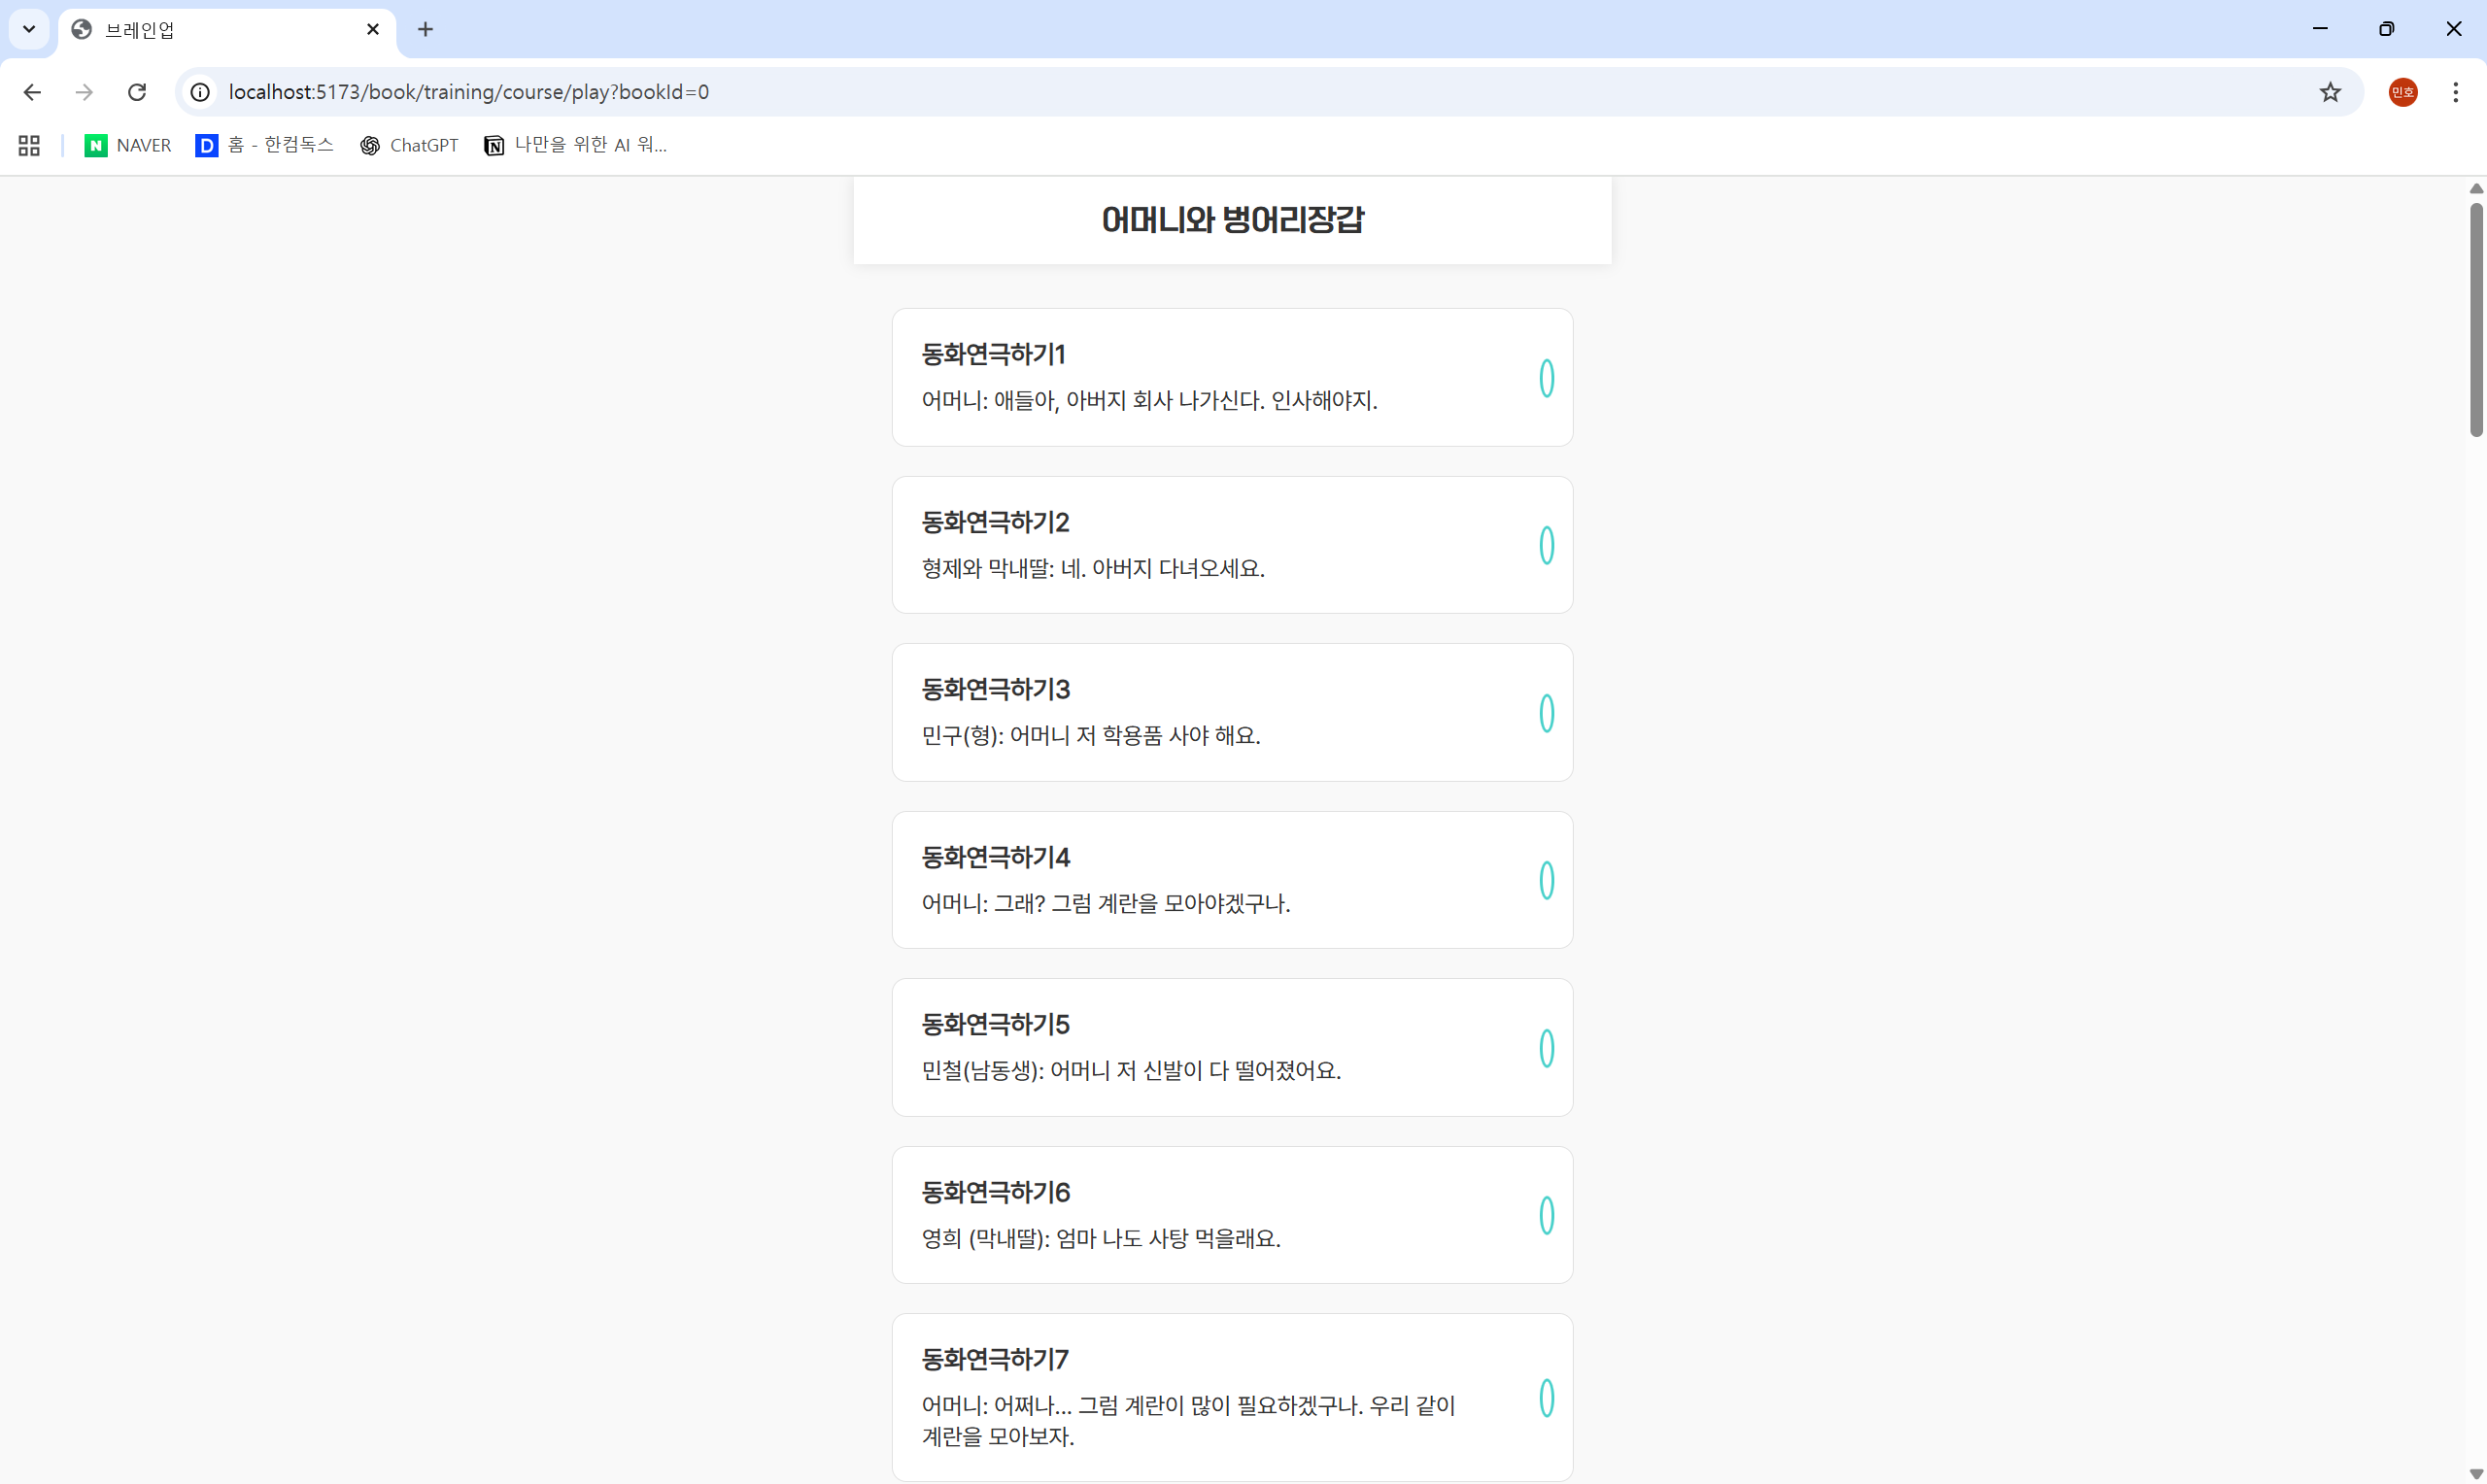 브레인업
localhost:5173/book/training/course/play?bookId=0
민호
NAVER
홈 - 한컴독스
ChatGPT
나만을 위한 AI 워...
어머니와 벙어리장갑
동화연극하기1
어머니: 애들아, 아버지 회사 나가신다. 인사해야지.
동화연극하기2
형제와 막내딸: 네. 아버지 다녀오세요.
동화연극하기3
민구(형): 어머니 저 학용품 사야 해요.
동화연극하기4
어머니: 그래? 그럼 계란을 모아야겠구나.
동화연극하기5
민철(남동생): 어머니 저 신발이 다 떨어졌어요.
동화연극하기6
영희 (막내딸): 엄마 나도 사탕 먹을래요.
동화연극하기7
어머니: 어쩌나... 그럼 계란이 많이 필요하겠구나. 우리 같이
계란을 모아보자.